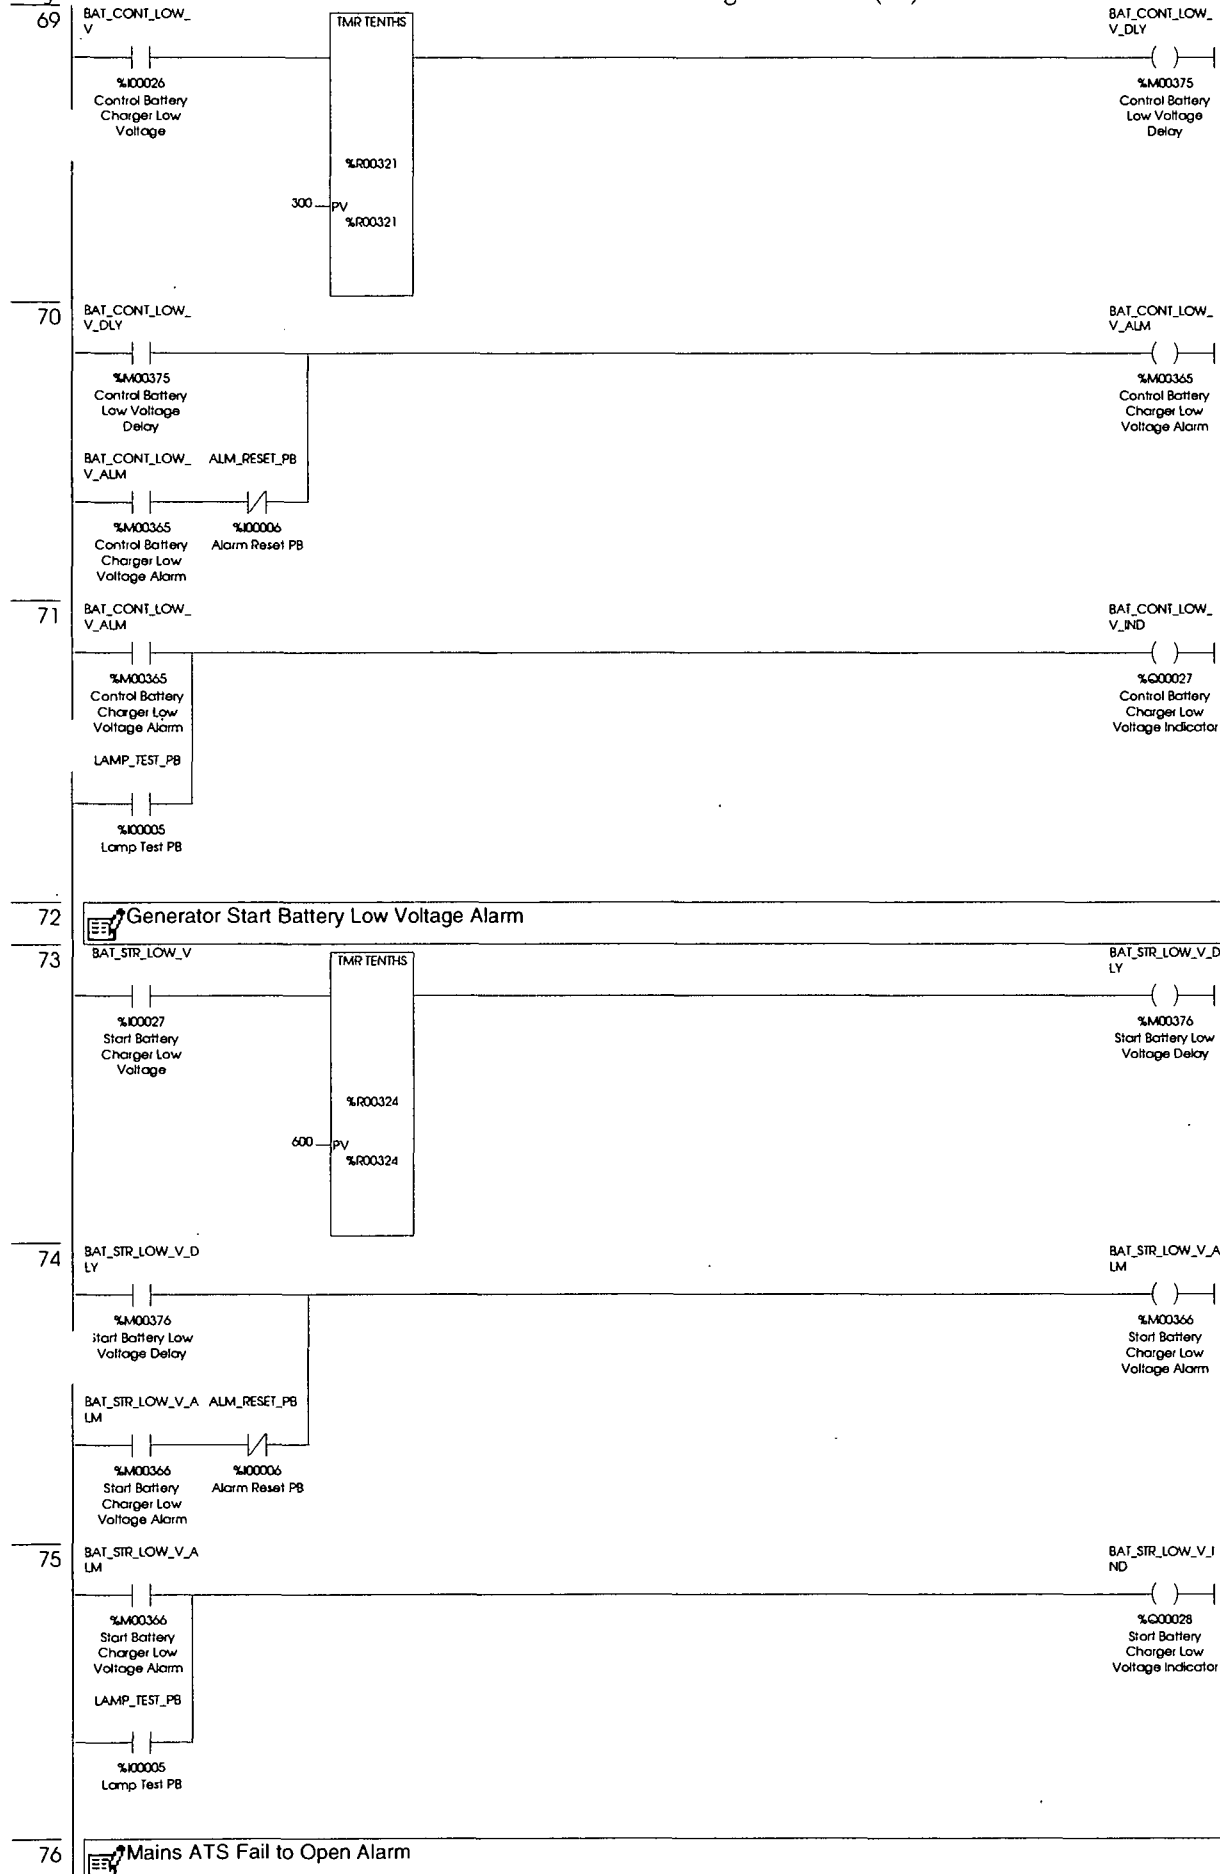 69
BAT_CONT_LOW_
V
TMR TENTHS
BAT_CONT_LOW_
V_DLY
%I00026
Control Battery
Charger Low
Voltage
%M00375
Control Battery
Low Voltage
Delay
%R00321
300
PV
%R00321
70
BAT_CONT_LOW_
V_DLY
BAT_CONT_LOW_
V_ALM
%M00375
Control Battery
Low Voltage
Delay
%M00365
Control Battery
Charger Low
Voltage Alarm
BAT_CONT_LOW_
V_ALM
ALM_RESET_PB
%M00365
Control Battery
Charger Low
Voltage Alarm
%I00006
Alarm Reset PB
71
BAT_CONT_LOW_
V_ALM
BAT_CONT_LOW_
V_IND
%M00365
Control Battery
Charger Low
Voltage Alarm
%Q00027
Control Battery
Charger Low
Voltage Indicator
LAMP_TEST_PB
%I00005
Lamp Test PB
72
Generator Start Battery Low Voltage Alarm
73
BAT_STR_LOW_V
TMR TENTHS
BAT_STR_LOW_V_D
LY
%I00027
Start Battery
Charger Low
Voltage
%M00376
Start Battery Low
Voltage Delay
%R00324
600
PV
%R00324
74
BAT_STR_LOW_V_D
LY
BAT_STR_LOW_V_A
LM
%M00376
Start Battery Low
Voltage Delay
%M00366
Start Battery
Charger Low
Voltage Alarm
BAT_STR_LOW_V_A
LM
ALM_RESET_PB
%M00366
Start Battery
Charger Low
Voltage Alarm
%I00006
Alarm Reset PB
75
BAT_STR_LOW_V_A
LM
BAT_STR_LOW_V_I
ND
%M00366
Start Battery
Charger Low
Voltage Alarm
%Q00028
Start Battery
Charger Low
Voltage Indicator
LAMP_TEST_PB
%I00005
Lamp Test PB
76
Mains ATS Fail to Open Alarm